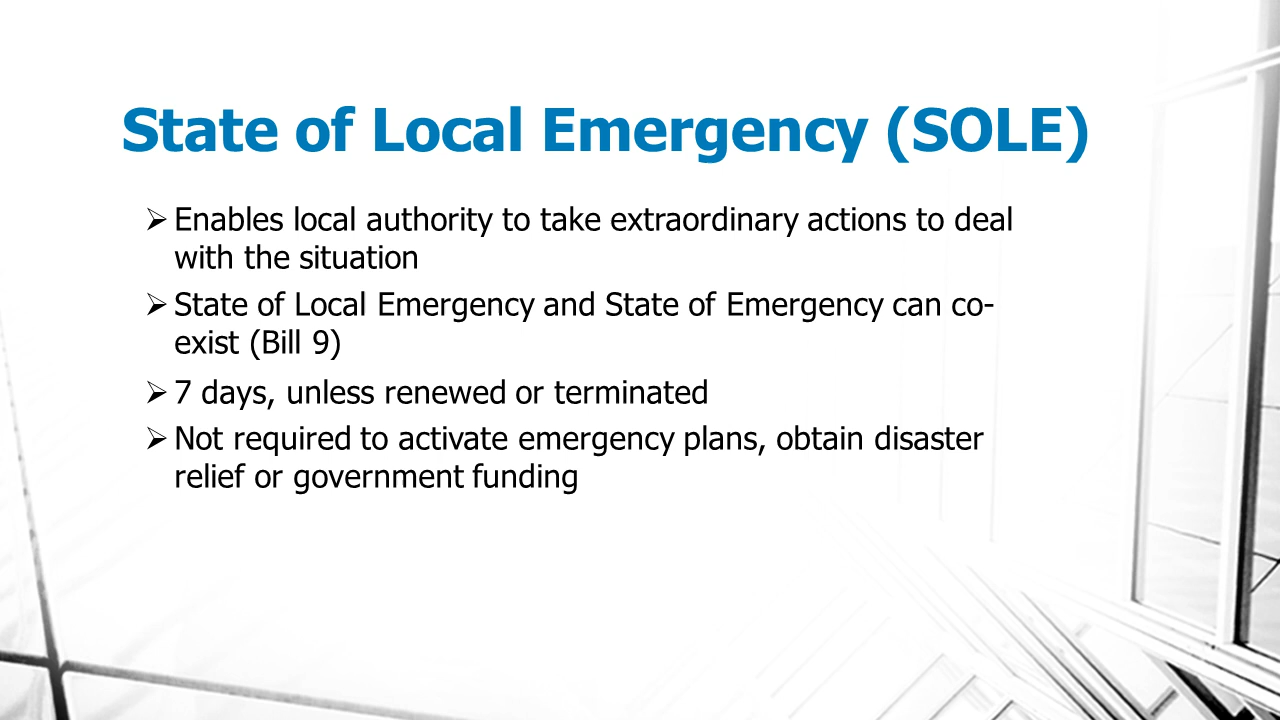 State of Local Emergency (SOLE)
➢ Enables local authority to take extraordinary actions to deal
with the situation
➢ State of Local Emergency and State of Emergency can co-
exist (Bill 9)
➢ 7 days, unless renewed or terminated
➢ Not required to activate emergency plans, obtain disaster
relief or government funding